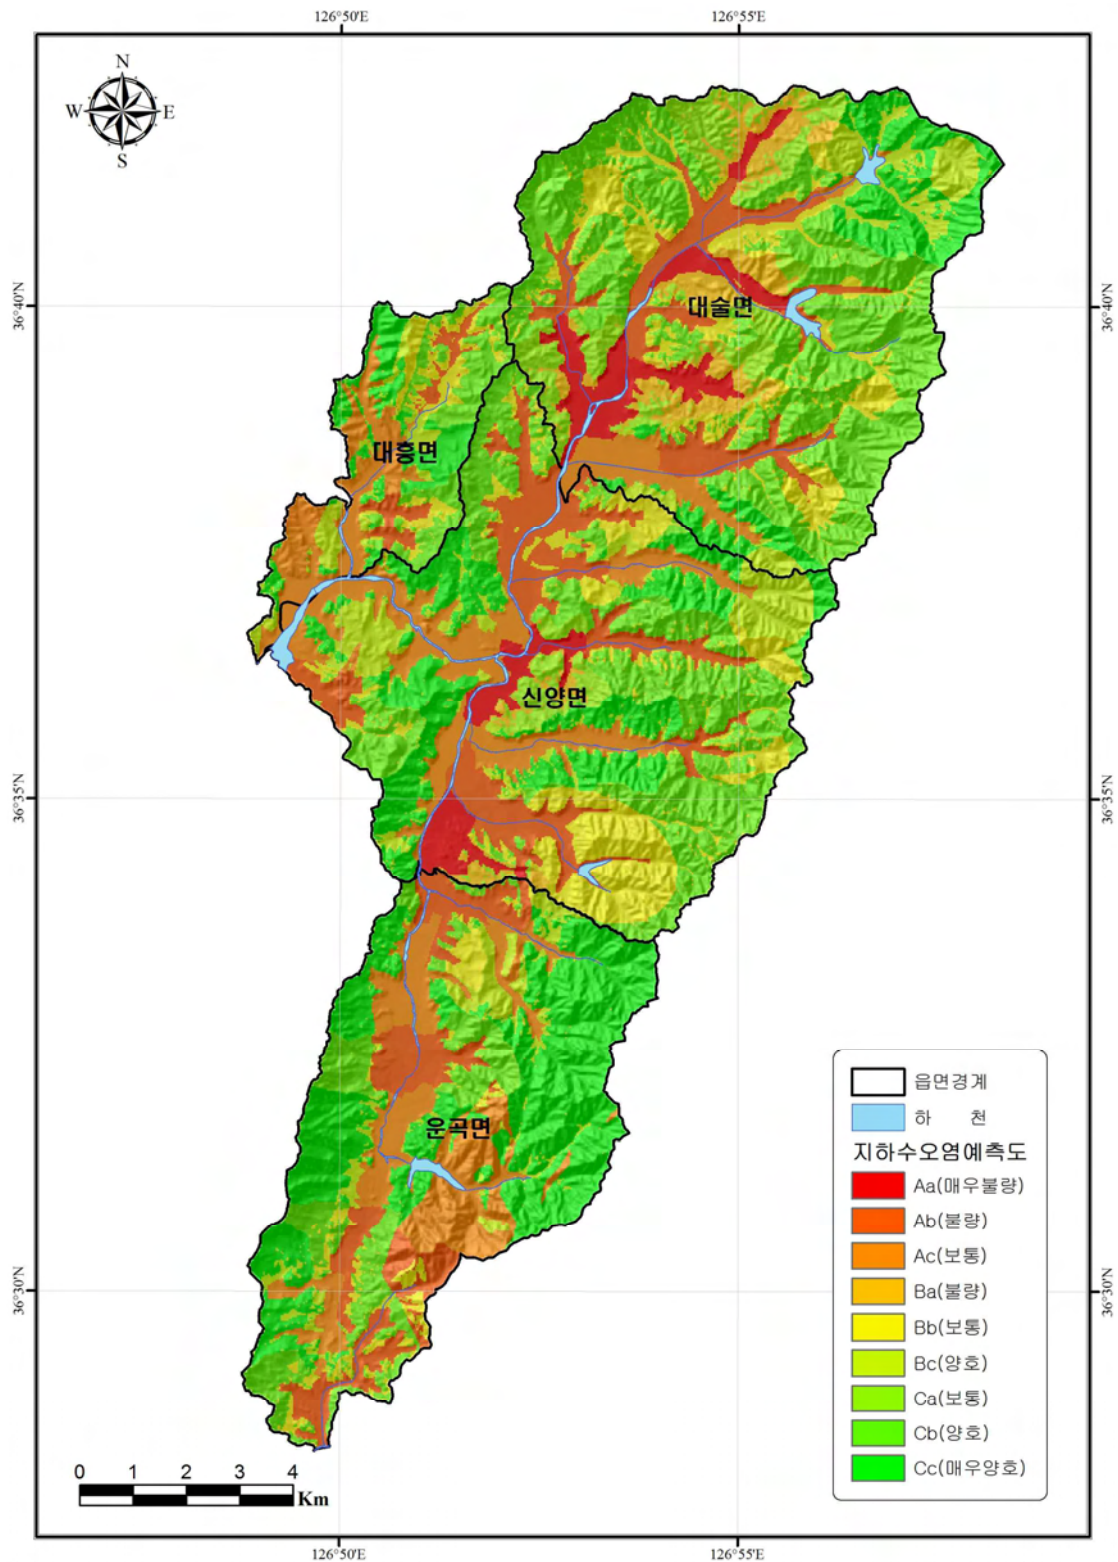 126°50'E
126°55'E
N
W
E
S
36°40'N
36°40'N
대술면
대흥면
신양면
36°35'N
36°35'N
운곡면
읍면경계
하 천
지하수오염예측도
Aa(매우불량)
Ab(불량)
Ac(보통)
Ba(불량)
Bb(보통)
Bc(양호)
Ca(보통)
Cb(양호)
Cc(매우양호)
36°30'N
36°30'N
0 1 2 3 4
Km
126°50'E
126°55'E